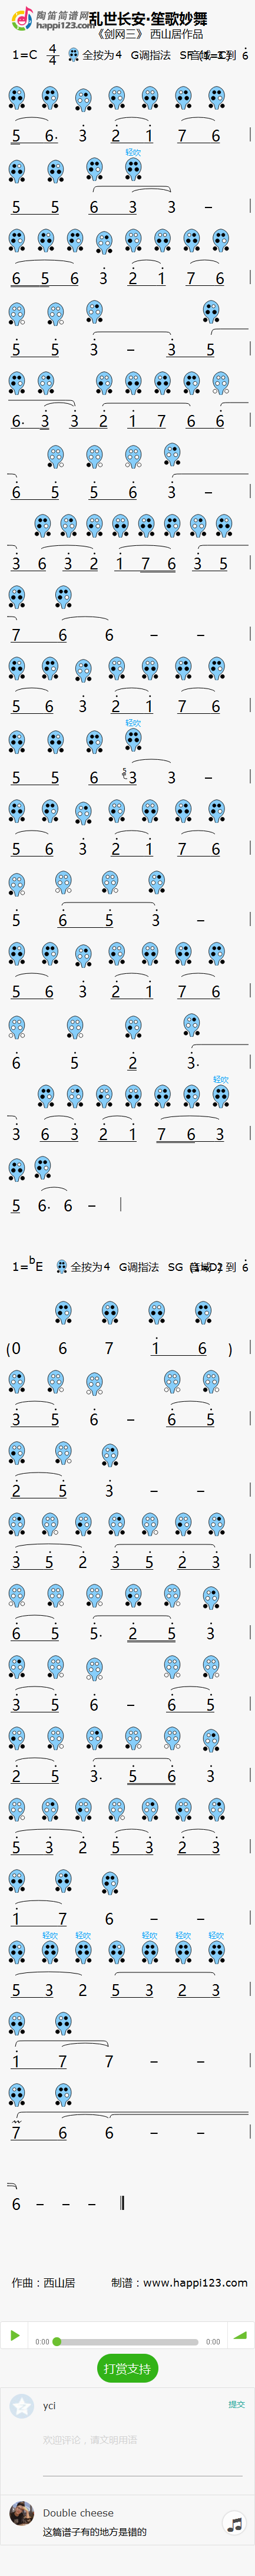 陶笛简谱网
happi123.com
乱世长安·笙歌妙舞
《剑网三》 西山居作品
1=C 4/4 全按为4 G调指法 到 6
5 6· 3 2 1 7 6
轻吹
5 5 6 3 3 –
6 5 6 3 2 1 7 6
5 5 3 – 3 5
6· 3 3 2 1 7 6 6
6 5 5 6 3 –
3 6 3 2 1 7 6 3 5
7 6 6 – –
5 6 3 2 1 7 6
轻吹
5 5 6 3 3 –
5 6 3 2 1 7 6
5 6 5 3 –
5 6 3 2 1 7 6
6 5 2 3·
轻吹
3 6 3 2 1 7 6 3
5 6· 6 –
1=bE 全按为4 G调指法 到 6
(0 6 7 1 6 )
3 5 6 – 6 5
2 5 3 – –
3 5 2 3 5 2 3
6 5 5· 2 5 3
3 5 6 – 6 5
2 5 3· 5 6 3
5 3 2 5 3 2 3
1 7 6 – –
轻吹 轻吹 轻吹 轻吹 轻吹
5 3 2 5 3 2 3
1 7 7 – –
7 6 6 – –
6 – – –
作曲：西山居 制谱：www.happi123.com
0:00 0:00
打赏支持
yci 提交
欢迎评论，请文明用语
Double cheese
这篇谱子有的地方是错的